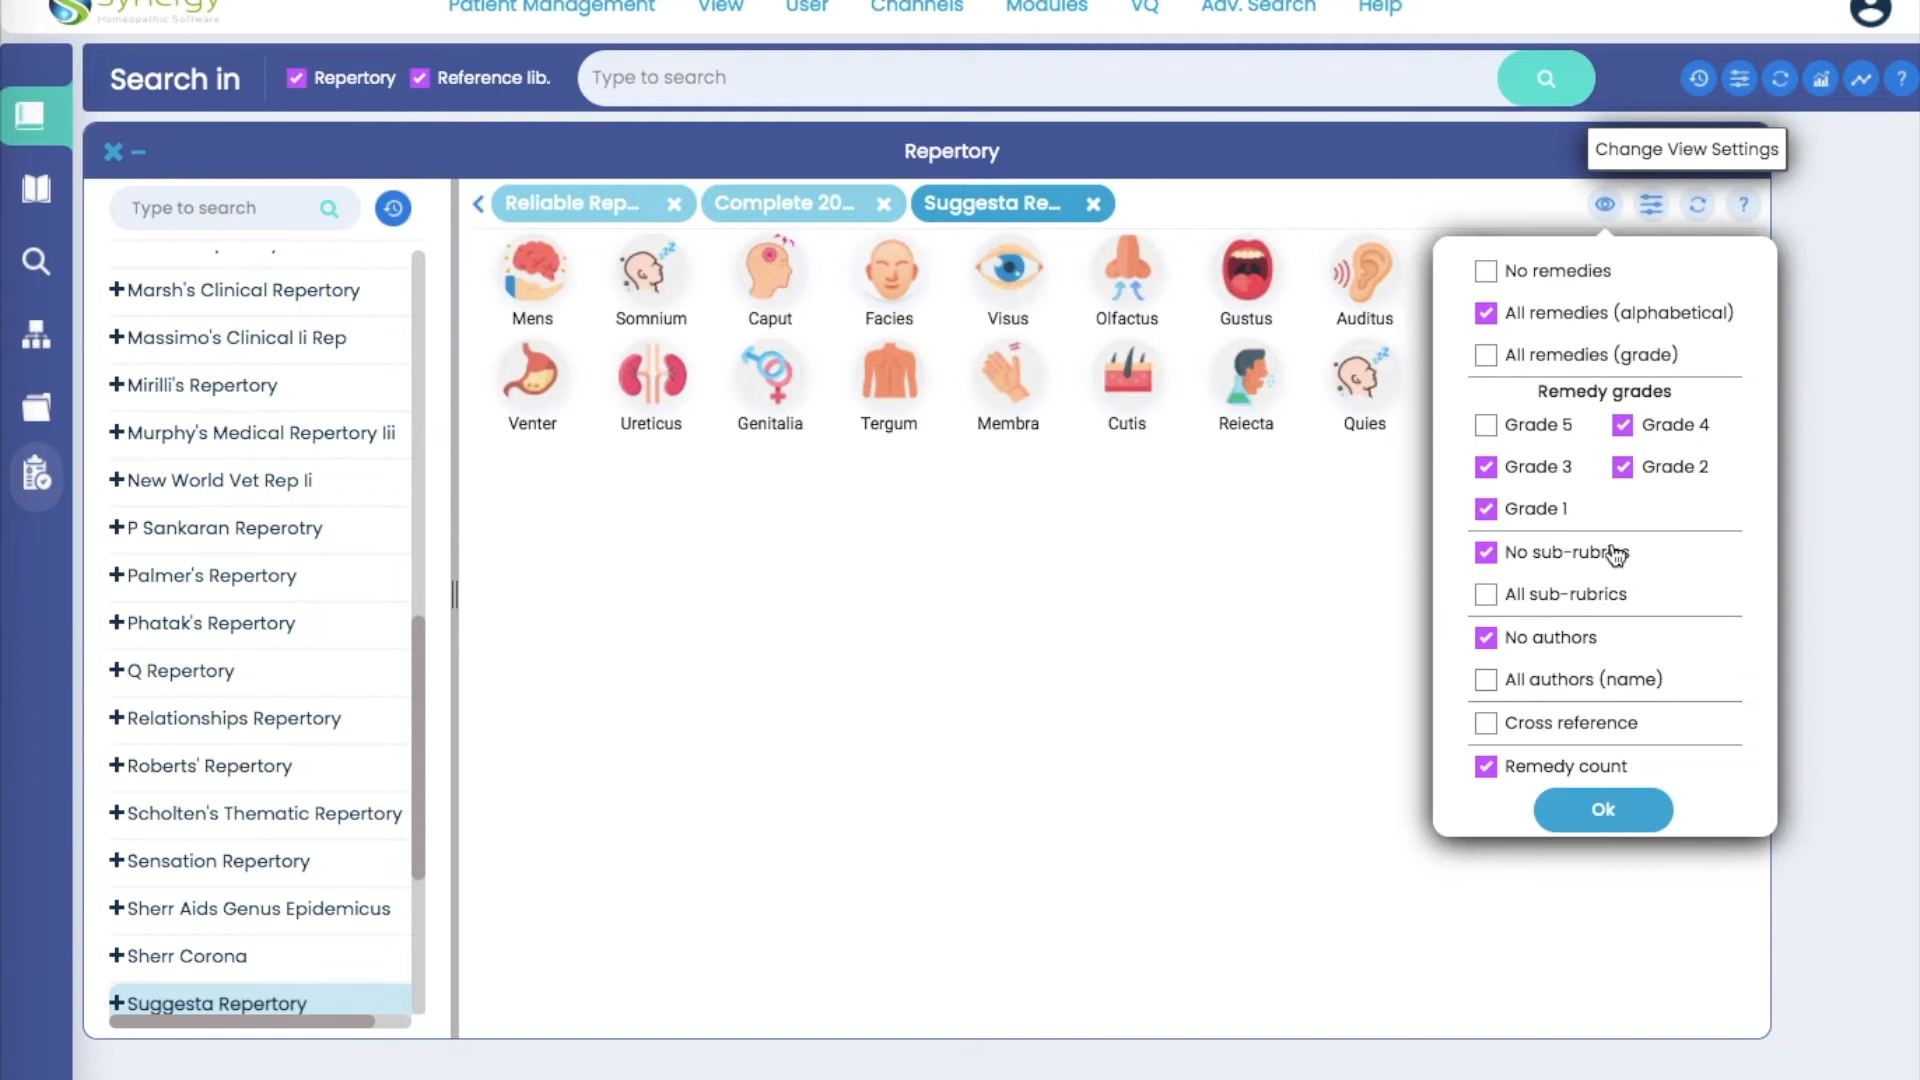 Synergy
Homeopathic Software
Patient Management View User Channels Modules VQ Adv. Search Help
Search in Repertory Reference lib. Type to search ?
Repertory
Change View Settings
Type to search
Reliable Rep... Complete 20... Suggesta Re... ?
Marsh's Clinical Repertory
Massimo's Clinical Ii Rep
Mirilli's Repertory
Murphy's Medical Repertory Iii
New World Vet Rep Ii
P Sankaran Reperotry
Palmer's Repertory
Phatak's Repertory
Q Repertory
Relationships Repertory
Roberts' Repertory
Scholten's Thematic Repertory
Sensation Repertory
Sherr Aids Genus Epidemicus
Sherr Corona
Suggesta Repertory
Mens Somnium Caput Facies Visus Olfactus Gustus Auditus
Venter Ureticus Genitalia Tergum Membra Cutis Reiecta Quies
No remedies
All remedies (alphabetical)
All remedies (grade)
Remedy grades
Grade 5 Grade 4
Grade 3 Grade 2
Grade 1
No sub-rubrics
All sub-rubrics
No authors
All authors (name)
Cross reference
Remedy count
Ok